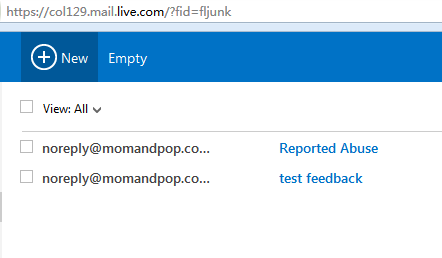 https://col129.mail.live.com/?fid=fljunk
New Empty
View: All
noreply@momandpop.co... Reported Abuse
noreply@momandpop.co... test feedback